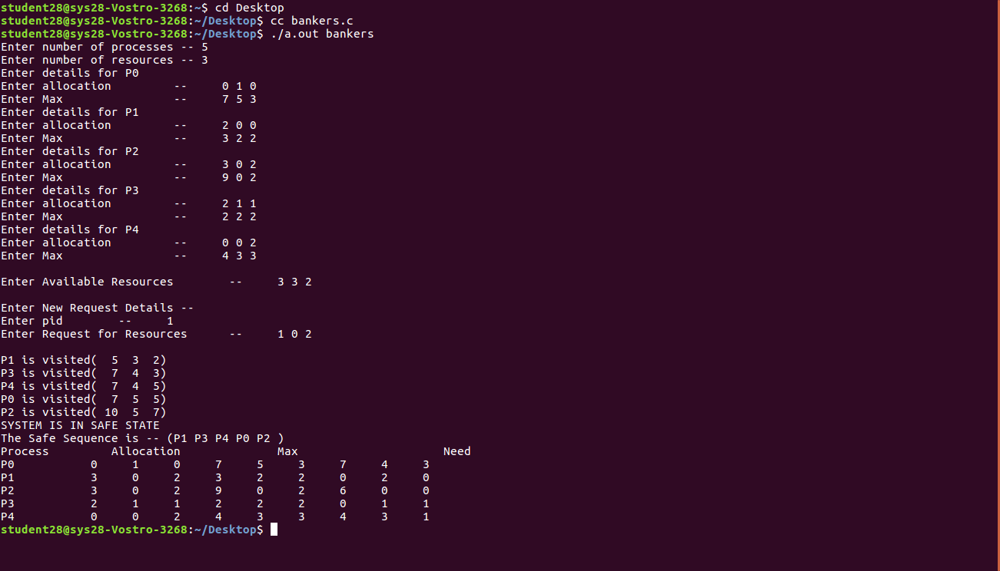 student28@sys28-Vostro-3268:~$ cd Desktop
student28@sys28-Vostro-3268:~/Desktop$ cc bankers.c
student28@sys28-Vostro-3268:~/Desktop$ ./a.out bankers
Enter number of processes -- 5
Enter number of resources -- 3
Enter details for P0
Enter allocation         --     0 1 0
Enter Max                --     7 5 3
Enter details for P1
Enter allocation         --     2 0 0
Enter Max                --     3 2 2
Enter details for P2
Enter allocation         --     3 0 2
Enter Max                --     9 0 2
Enter details for P3
Enter allocation         --     2 1 1
Enter Max                --     2 2 2
Enter details for P4
Enter allocation         --     0 0 2
Enter Max                --     4 3 3
Enter Available Resources        --     3 3 2
Enter New Request Details --
Enter pid        --     1
Enter Request for Resources      --     1 0 2
P1 is visited(  5  3  2)
P3 is visited(  7  4  3)
P4 is visited(  7  4  5)
P0 is visited(  7  5  5)
P2 is visited( 10  5  7)
SYSTEM IS IN SAFE STATE
The Safe Sequence is -- (P1 P3 P4 P0 P2 )
Process         Allocation              Max                     Need
P0           0     1     0     7     5     3     7     4     3
P1           3     0     2     3     2     2     0     2     0
P2           3     0     2     9     0     2     6     0     0
P3           2     1     1     2     2     2     0     1     1
P4           0     0     2     4     3     3     4     3     1
student28@sys28-Vostro-3268:~/Desktop$